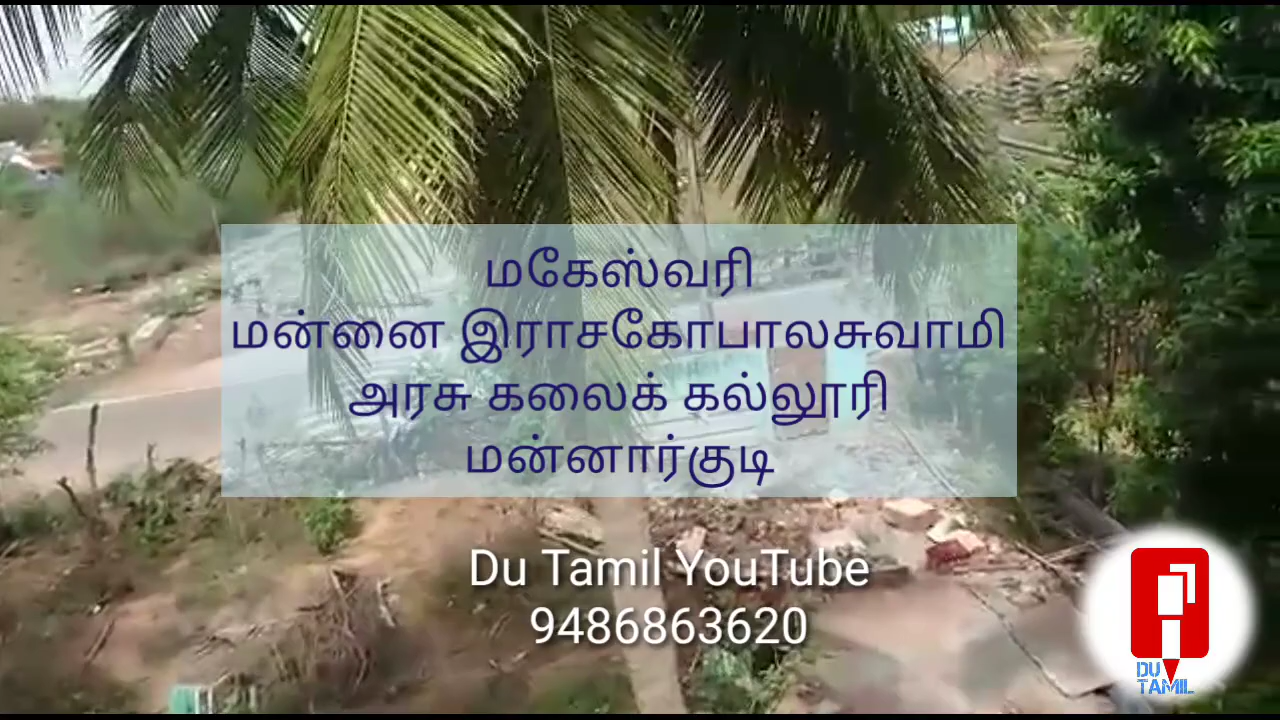 மகேஸ்வரி
மன்னை இராசகோபாலசுவாமி
அரசு கலைக் கல்லூரி
மன்னார்குடி
Du Tamil YouTube
9486863620
DU
TAMIL